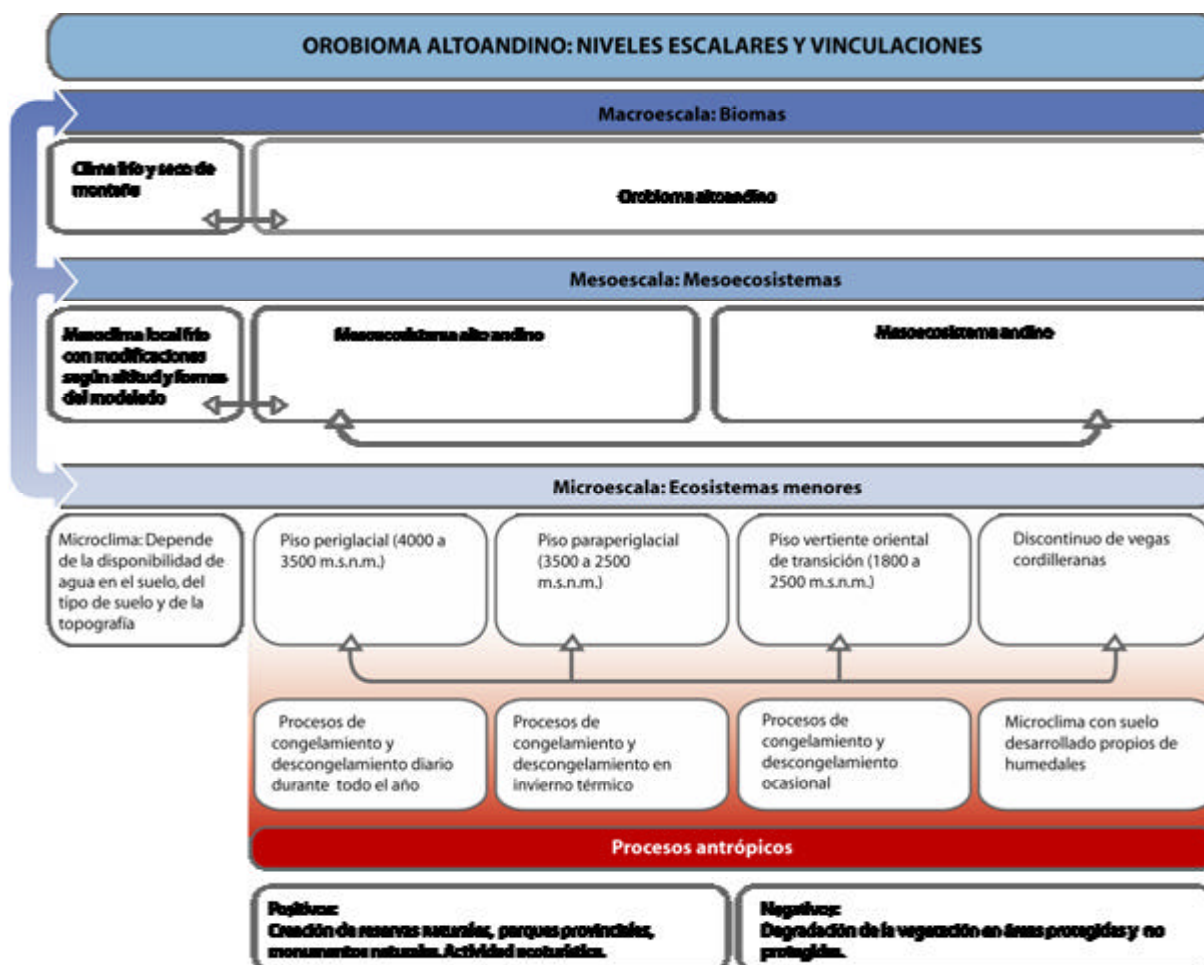 OROBIOMA ALTOANDINO: NIVELES ESCALARES Y VINCULACIONES
Macroescala: Biomas
Clima frío y seco de
montaña
Orobioma altoandino
Mesoescala: Mesoecosistemas
Mesoclima local frío
con modificaciones
según altitud y formas
del modelado
Mesoecosistema alto andino
Mesoecosistema andino
Microescala: Ecosistemas menores
Microclima: Depende
de la disponibilidad de
agua en el suelo, del
tipo de suelo y de la
topografía
Piso periglacial (4000 a
3500 m.s.n.m.)
Piso paraperiglacial
(3500 a 2500
m.s.n.m.)
Piso vertiente oriental
de transición (1800 a
2500 m.s.n.m.)
Discontinuo de vegas
cordilleranas
Procesos de
congelamiento y
descongelamiento diario
durante todo el año
Procesos de
congelamiento y
descongelamiento en
invierno térmico
Procesos de
congelamiento y
descongelamiento
ocasional
Microclima con suelo
desarrollado propios de
humedales
Procesos antrópicos
Positivos:
Creación de reservas naturales, parques provinciales,
monumentos naturales. Actividad ecoturística.
Negativos:
Degradación de la vegetación en áreas protegidas y no
protegidas.